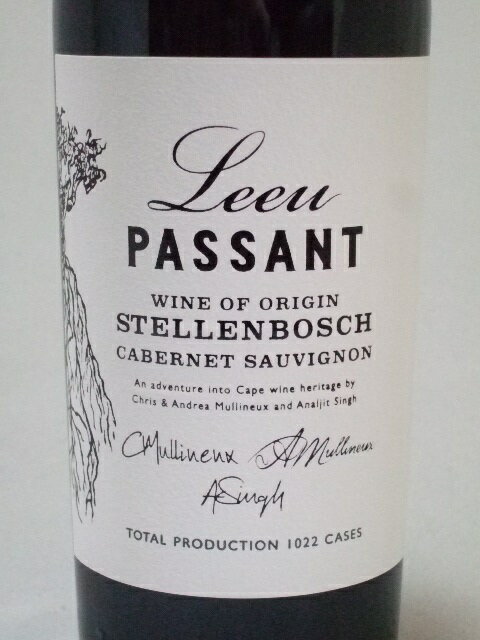 Leeu
PASSANT
WINE OF ORIGIN
STELLENBOSCH
CABERNET SAUVIGNON
An adventure into Cape wine heritage by
Chris & Andrea Mullineux and Analjit Singh
CMullineux AMullineux
ASingh
TOTAL PRODUCTION 1022 CASES